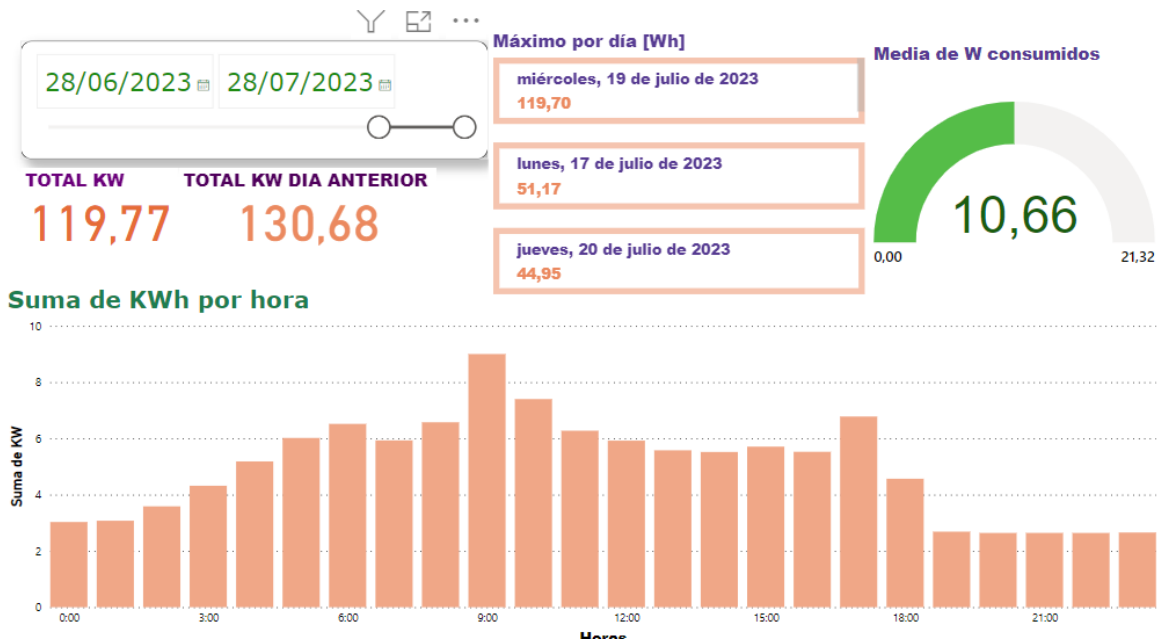 28/06/2023 28/07/2023
TOTAL KW TOTAL KW DIA ANTERIOR
119,77 130,68
Máximo por día [Wh]
miércoles, 19 de julio de 2023
119,70
lunes, 17 de julio de 2023
51,17
jueves, 20 de julio de 2023
44,95
Media de W consumidos
10,66
0,00 21,32
Suma de KWh por hora
Suma de KW
10
8
6
4
2
0
0:00 3:00 6:00 9:00 12:00 15:00 18:00 21:00
Horas